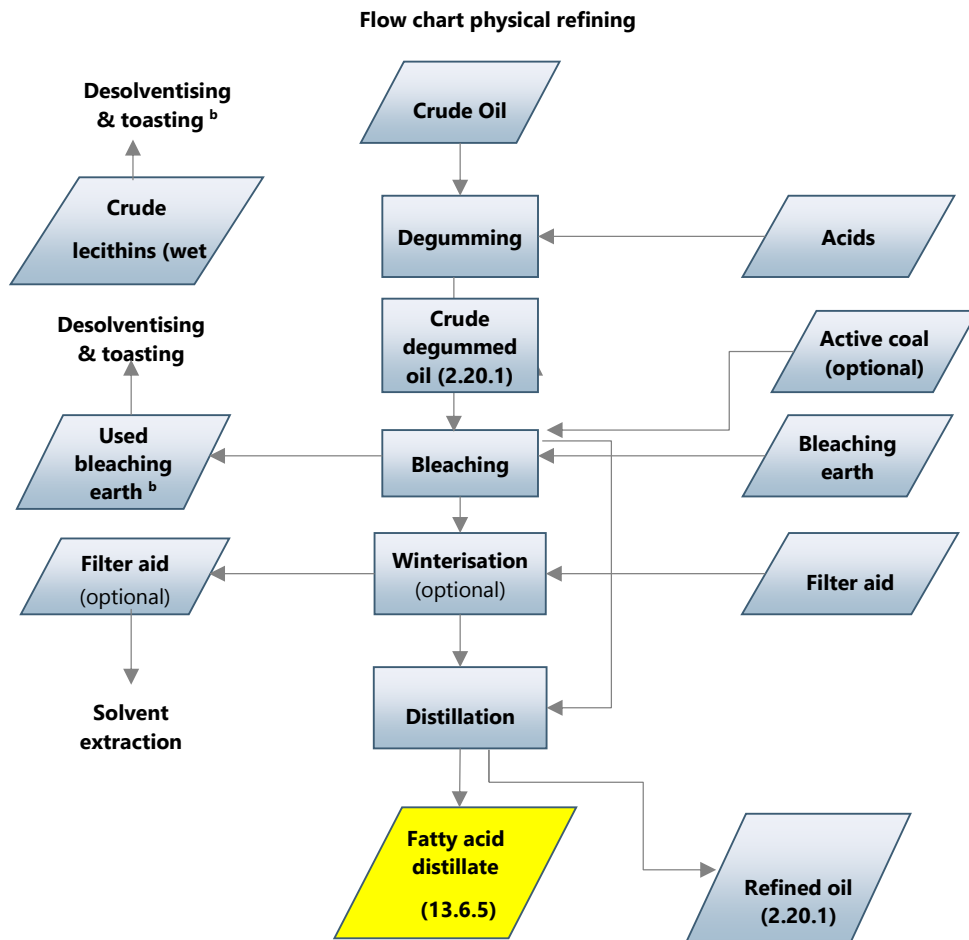 Flow chart physical refining
Desolventising
& toasting b
Crude Oil
Crude
lecithins (wet
Degumming
Acids
Desolventising
& toasting
Crude
degummed
oil (2.20.1)
Active coal
(optional)
Used
bleaching
earth b
Bleaching
Bleaching
earth
Filter aid
(optional)
Winterisation
(optional)
Filter aid
Solvent
extraction
Distillation
Fatty acid
distillate
(13.6.5)
Refined oil
(2.20.1)